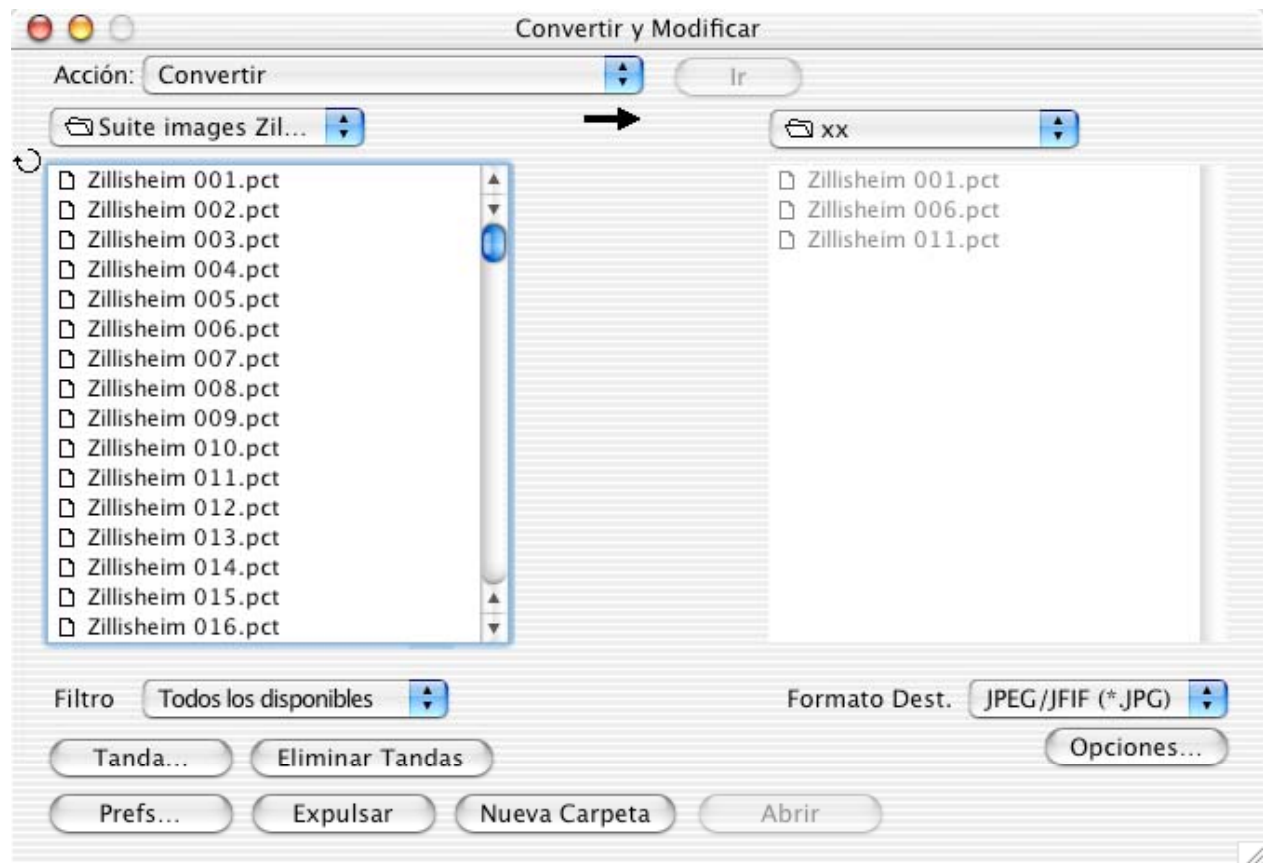 Convertir y Modificar
Acción: Convertir Ir
Suite images Zil... xx
Zillisheim 001.pct
Zillisheim 002.pct
Zillisheim 003.pct
Zillisheim 004.pct
Zillisheim 005.pct
Zillisheim 006.pct
Zillisheim 007.pct
Zillisheim 008.pct
Zillisheim 009.pct
Zillisheim 010.pct
Zillisheim 011.pct
Zillisheim 012.pct
Zillisheim 013.pct
Zillisheim 014.pct
Zillisheim 015.pct
Zillisheim 016.pct
Zillisheim 001.pct
Zillisheim 006.pct
Zillisheim 011.pct
Filtro Todos los disponibles Formato Dest. JPEG/JFIF (*.JPG)
Tanda... Eliminar Tandas Opciones...
Prefs... Expulsar Nueva Carpeta Abrir